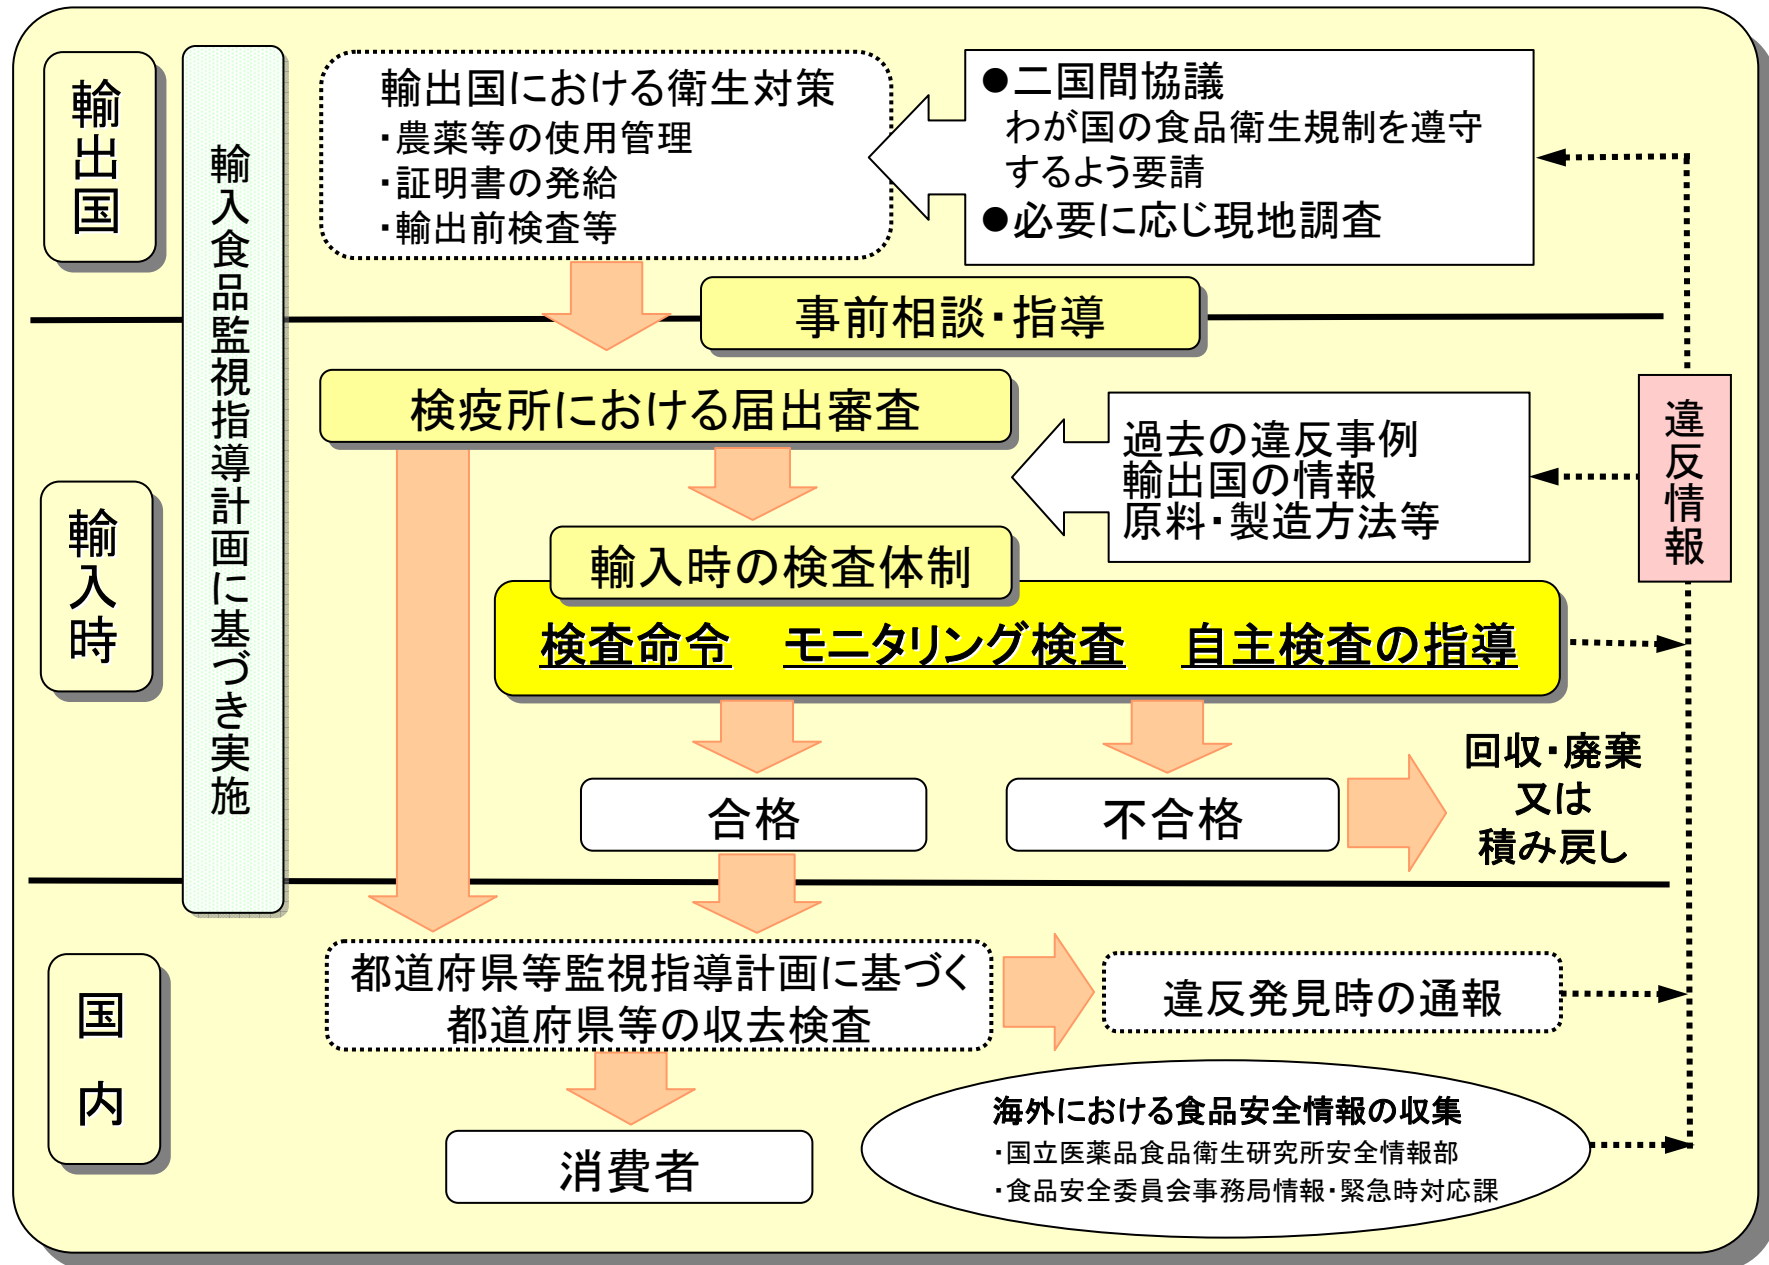 輸出国
輸入食品監視指導計画に基づき実施
輸出国における衛生対策
・農薬等の使用管理
・証明書の発給
・輸出前検査等
●二国間協議
わが国の食品衛生規制を遵守
するよう要請
●必要に応じ現地調査
事前相談・指導
輸入時
検疫所における届出審査
過去の違反事例
輸出国の情報
原料・製造方法等
違反情報
輸入時の検査体制
検査命令 モニタリング検査 自主検査の指導
合格
不合格
回収・廃棄
又は
積み戻し
国内
都道府県等監視指導計画に基づく
都道府県等の収去検査
違反発見時の通報
消費者
海外における食品安全情報の収集
・国立医薬品食品衛生研究所安全情報部
・食品安全委員会事務局情報・緊急時対応課